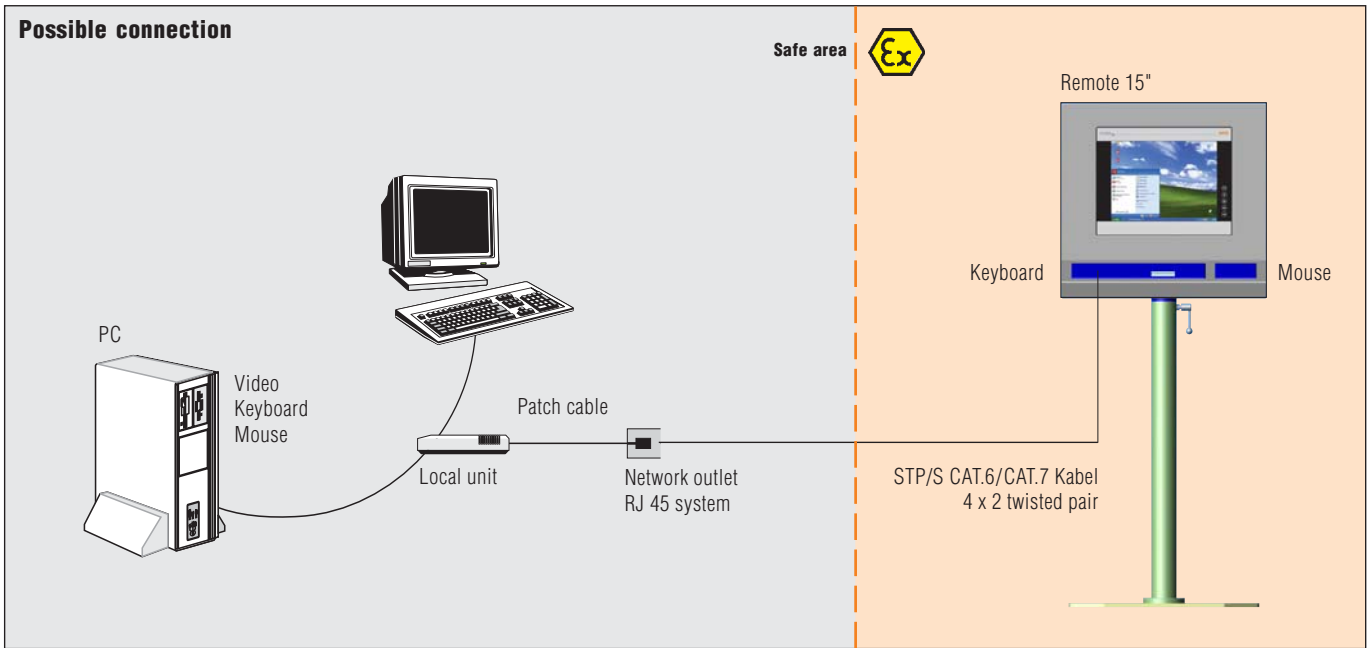 Possible connection
Safe area
Ex
Remote 15"
Keyboard
Mouse
PC
Video
Keyboard
Mouse
Patch cable
Local unit
Network outlet
RJ 45 system
STP/S CAT.6/CAT.7 Kabel
4 x 2 twisted pair